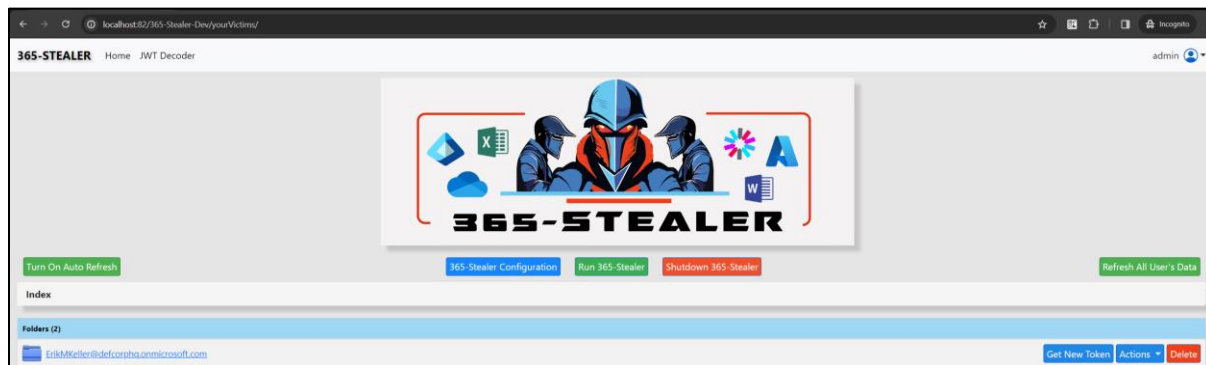 localhost:82/365-Stealer-Dev/yourVictims/
Incognito
365-STEALER Home JWT Decoder admin
X
W
365-STEALER
Turn On Auto Refresh 365-Stealer Configuration Run 365-Stealer Shutdown 365-Stealer Refresh All User's Data
Index
Folders (2)
ErikMKeller@defcorphq.onmicrosoft.com Get New Token Actions Delete